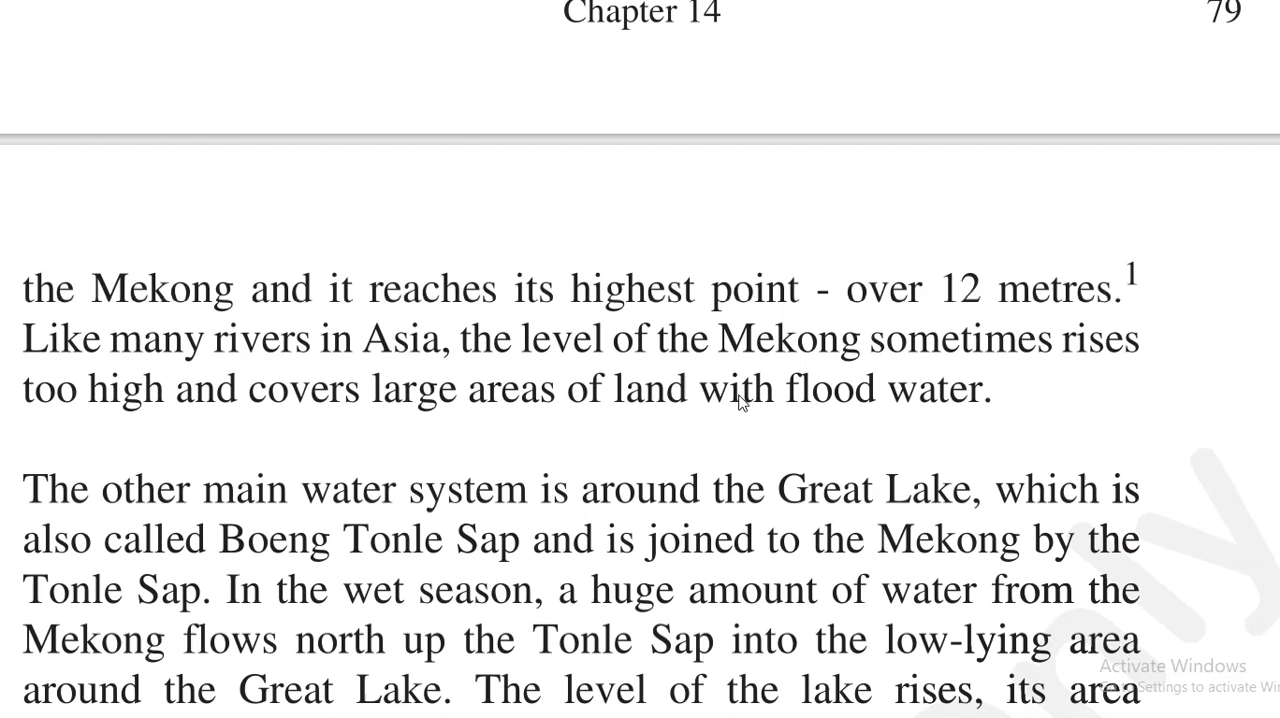 Chapter 14 79
the Mekong and it reaches its highest point - over 12 metres.1
Like many rivers in Asia, the level of the Mekong sometimes rises
too high and covers large areas of land with flood water.
The other main water system is around the Great Lake, which is
also called Boeng Tonle Sap and is joined to the Mekong by the
Tonle Sap. In the wet season, a huge amount of water from the
Mekong flows north up the Tonle Sap into the low-lying area
Activate Windows
around the Great Lake. The level of the lake rises, its area
Settings to activate Wi